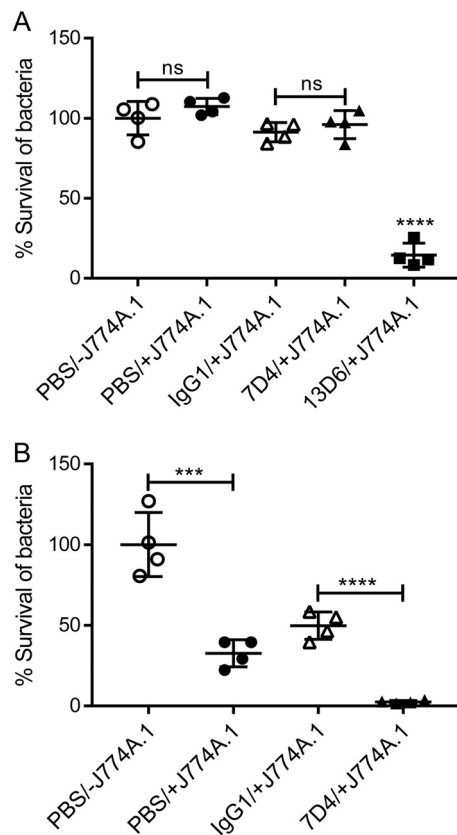 A
% Survival of bacteria
150
100
50
0
ns
ns
****
PBS/-J774A.1
PBS/+J774A.1
IgG1/+J774A.1
7D4/+J774A.1
13D6/+J774A.1
B
% Survival of bacteria
150
100
50
0
***
****
PBS/-J774A.1
PBS/+J774A.1
IgG1/+J774A.1
7D4/+J774A.1